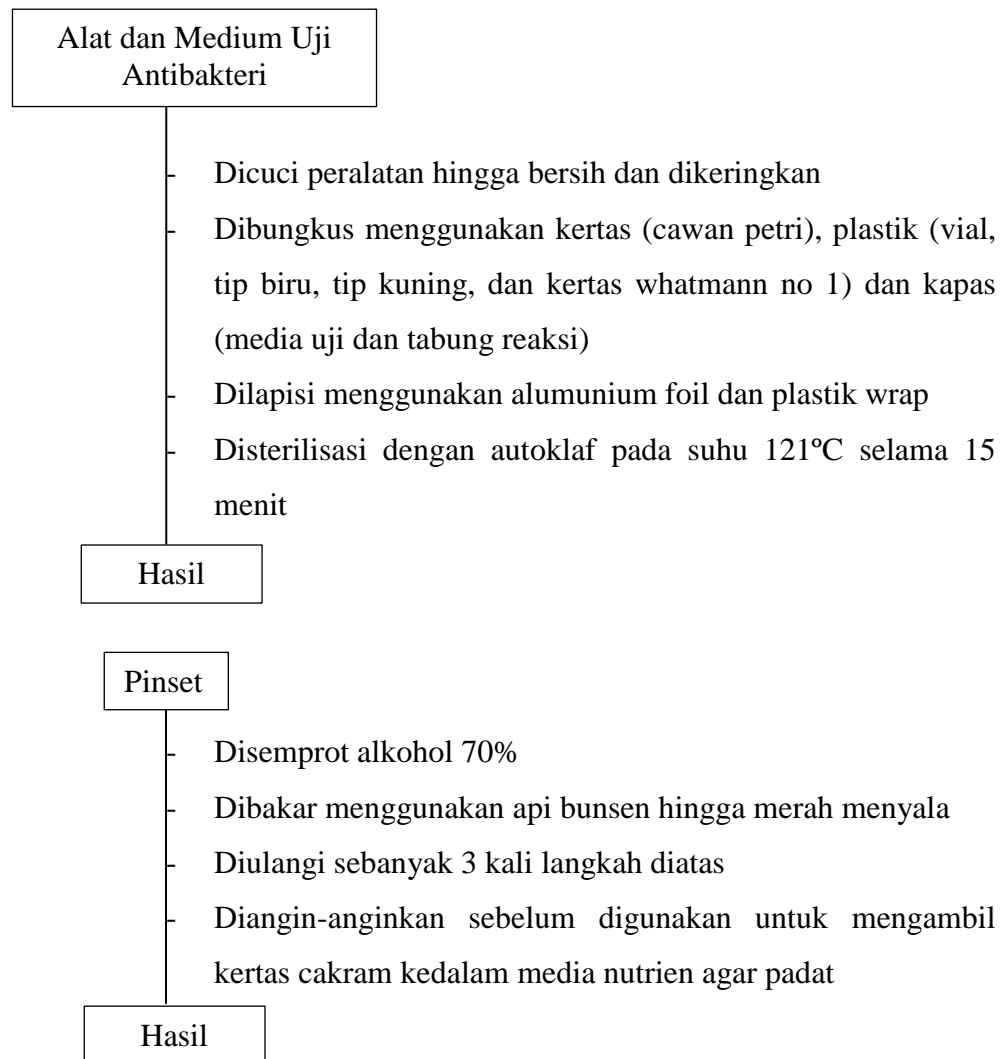 Alat dan Medium Uji
Antibakteri
- Dicuci peralatan hingga bersih dan dikeringkan
- Dibungkus menggunakan kertas (cawan petri), plastik (vial,
tip biru, tip kuning, dan kertas whatmann no 1) dan kapas
(media uji dan tabung reaksi)
- Dilapisi menggunakan alumunium foil dan plastik wrap
- Disterilisasi dengan autoklaf pada suhu 121ºC selama 15
menit
Hasil
Pinset
- Disemprot alkohol 70%
- Dibakar menggunakan api bunsen hingga merah menyala
- Diulangi sebanyak 3 kali langkah diatas
- Diangin-anginkan sebelum digunakan untuk mengambil
kertas cakram kedalam media nutrien agar padat
Hasil